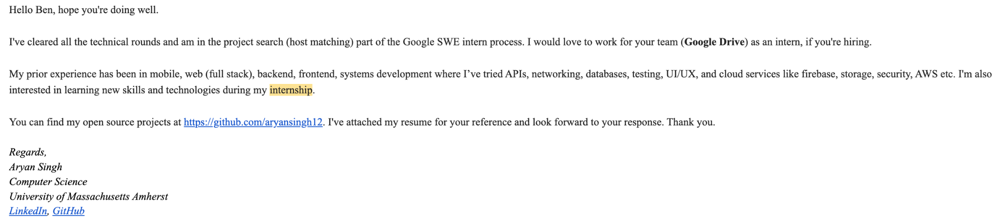 Hello Ben, hope you're doing well.
I've cleared all the technical rounds and am in the project search (host matching) part of the Google SWE intern process. I would love to work for your team (Google Drive) as an intern, if you're hiring.
My prior experience has been in mobile, web (full stack), backend, frontend, systems development where I’ve tried APIs, networking, databases, testing, UI/UX, and cloud services like firebase, storage, security, AWS etc. I'm also
interested in learning new skills and technologies during my internship.
You can find my open source projects at https://github.com/aryansingh12. I've attached my resume for your reference and look forward to your response. Thank you.
Regards,
Aryan Singh
Computer Science
University of Massachusetts Amherst
LinkedIn, GitHub